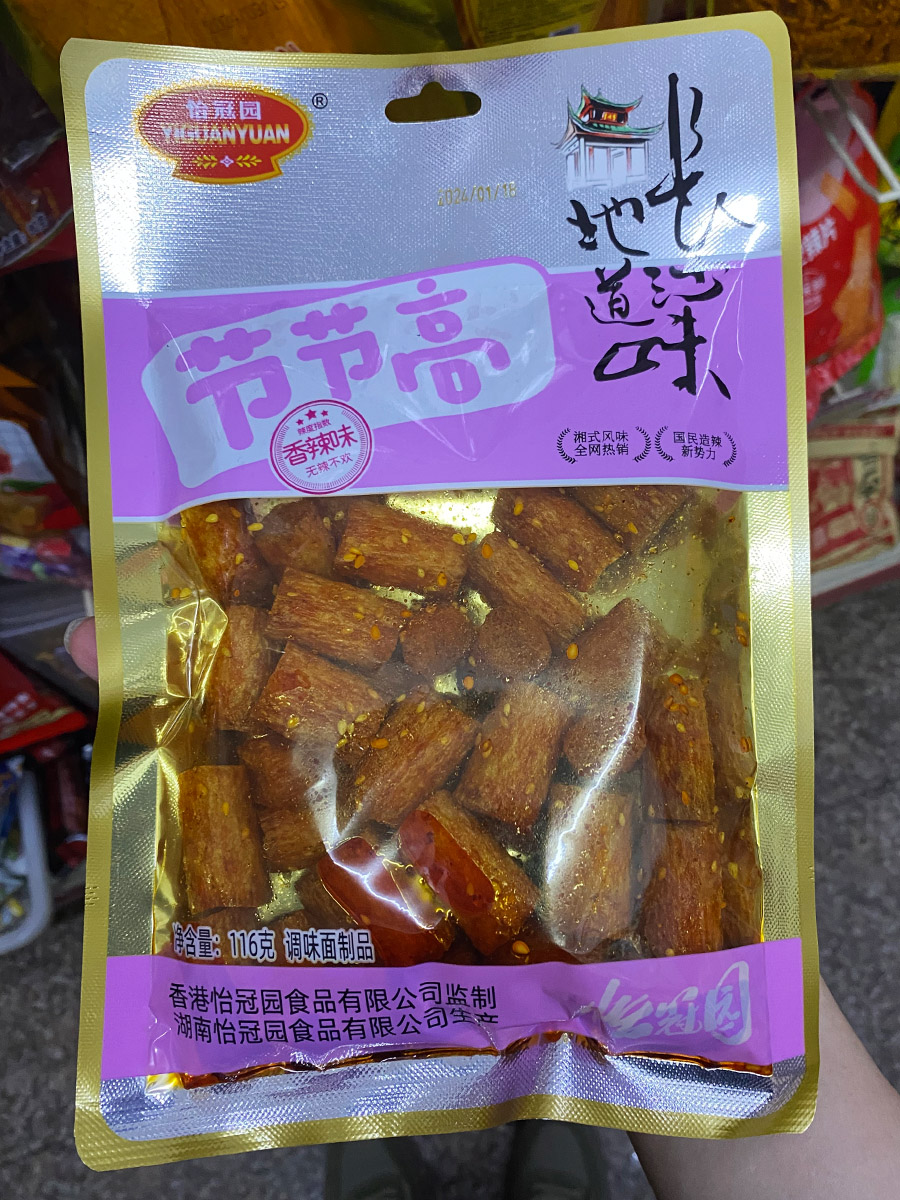 怡冠园
YIGUANYUAN
®
2024/01/18
长沙味
地道
节节高
辣度指数
香辣味
无辣不欢
湘式风味
全网热销
国民造辣
新势力
净含量：116克 调味面制品
香港怡冠园食品有限公司监制
湖南怡冠园食品有限公司生产
怡冠园